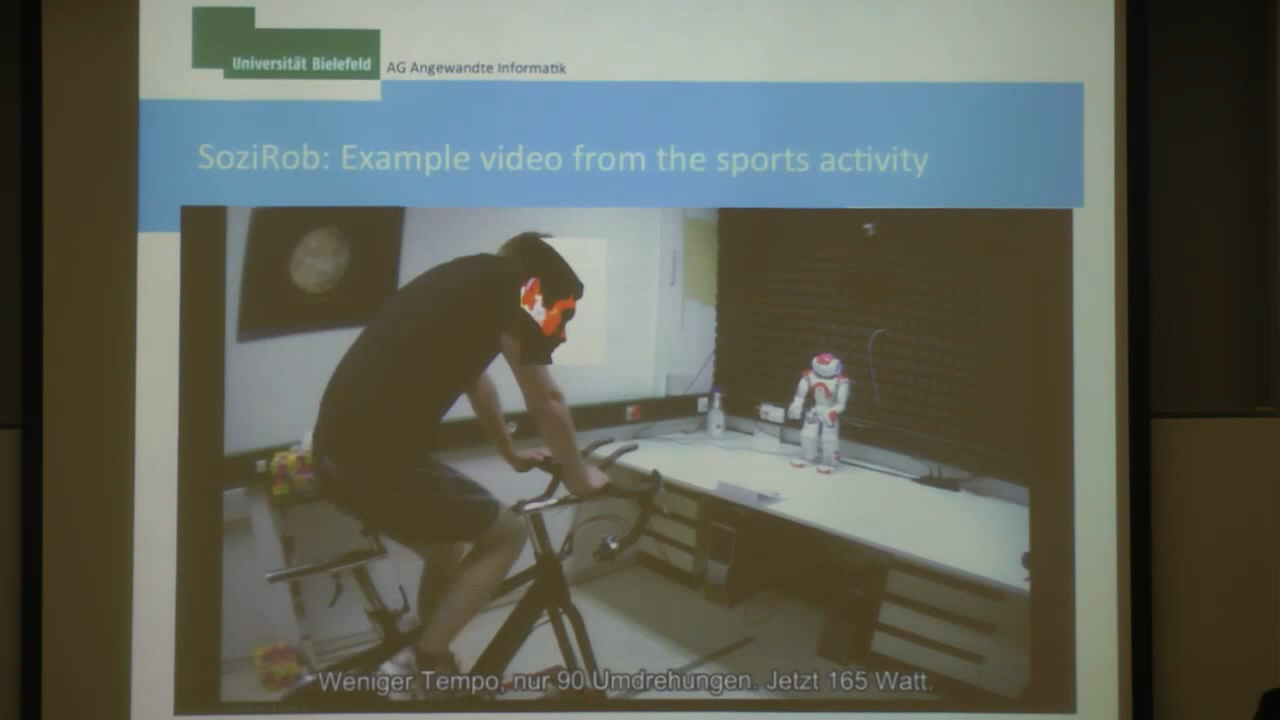 Universität Bielefeld
AG Angewandte Informatik
SoziRob: Example video from the sports activity
Weniger Tempo, nur 90 Umdrehungen. Jetzt 165 Watt.